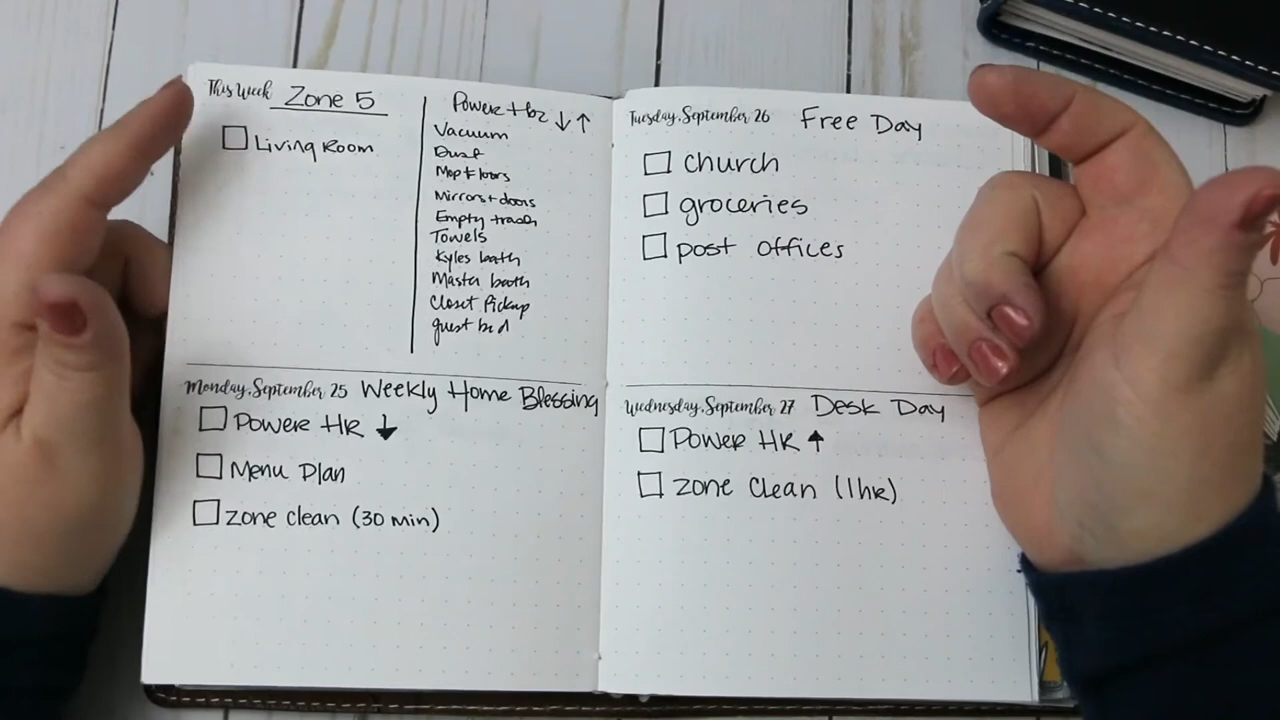 This Week Zone 5
Living Room
Power Hr ↓↑
Vacuum
Dust
Mop floors
Mirrors + doors
Empty trash
Towels
Kyles bath
Master bath
Closet Pickup
guest bed
Monday, September 25 Weekly Home Blessing
Power HR ↓
Menu Plan
zone clean (30 min)
Tuesday, September 26 Free Day
church
groceries
post offices
Wednesday, September 27 Desk Day
Power HR ↑
zone Clean (1hr)